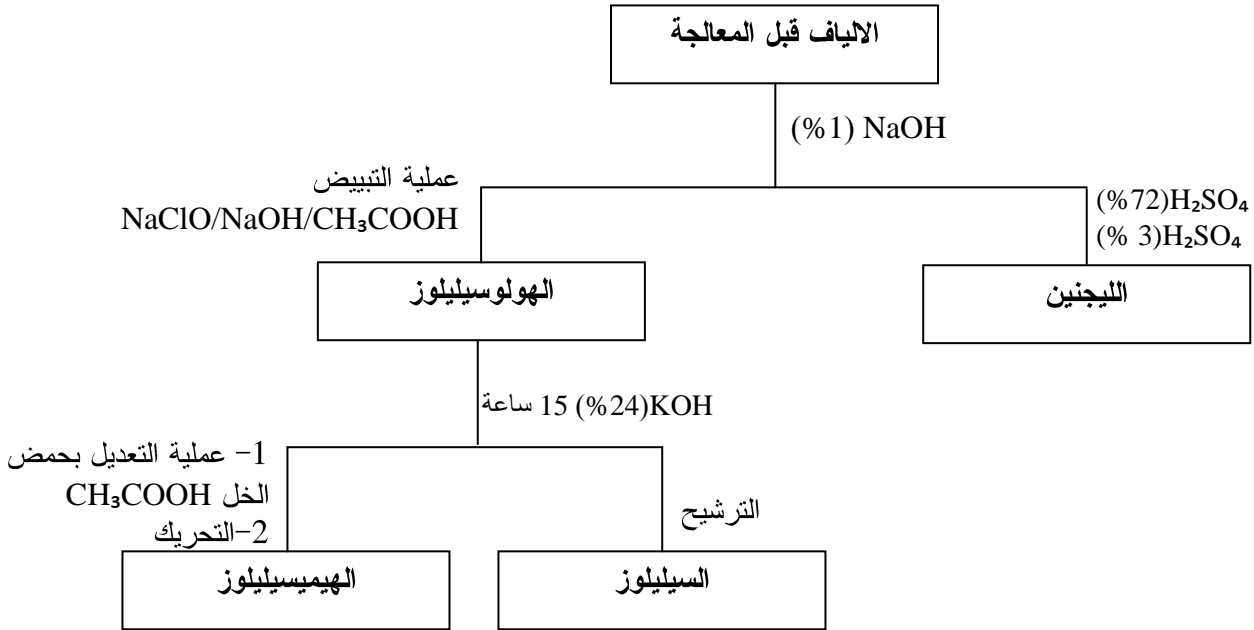 الالياف قبل المعالجة
(%1) NaOH
عملية التبييض
NaClO/NaOH/CH₃COOH
(%72)H₂SO₄
(% 3)H₂SO₄
الهولوسيليلوز
الليجنين
KOH(%24) 15 ساعة
1- عملية التعديل بحمض
الخل CH₃COOH
2-التحريك
الترشيح
الهيميسيليلوز
السيليلوز